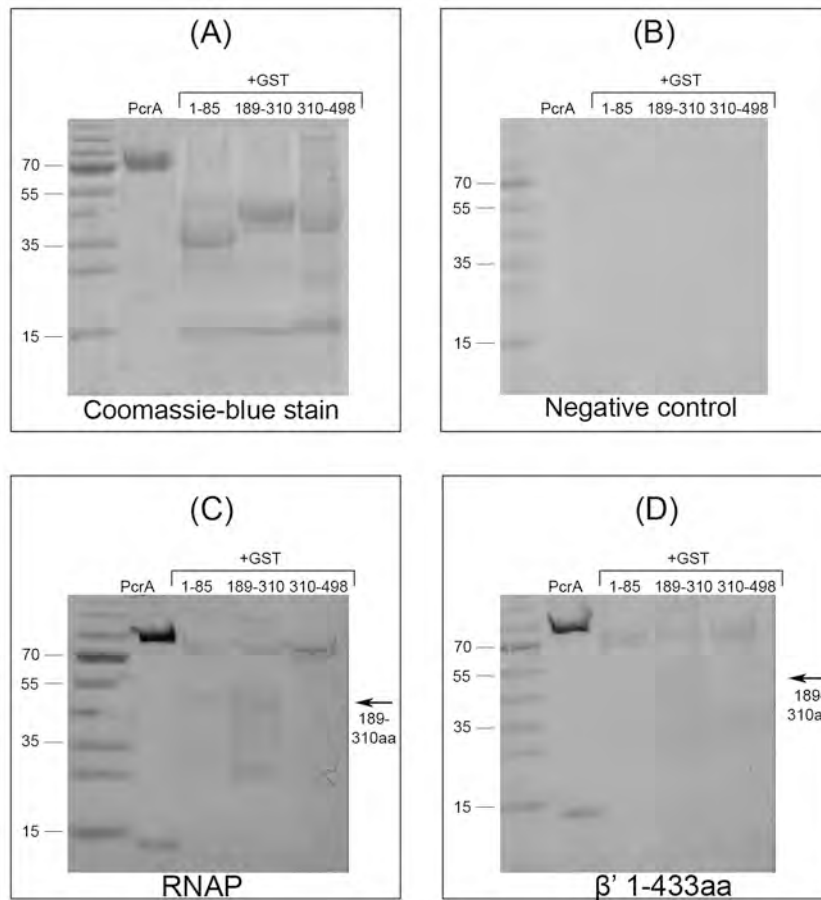 (A)
+GST
PcrA 1-85 189-310 310-498
70
55
35
15
Coomassie-blue stain
(B)
+GST
PcrA 1-85 189-310 310-498
70
55
35
15
Negative control
(C)
+GST
PcrA 1-85 189-310 310-498
70
55
35
15
189-
310aa
RNAP
(D)
+GST
PcrA 1-85 189-310 310-498
70
55
35
15
189-
310a
β' 1-433aa